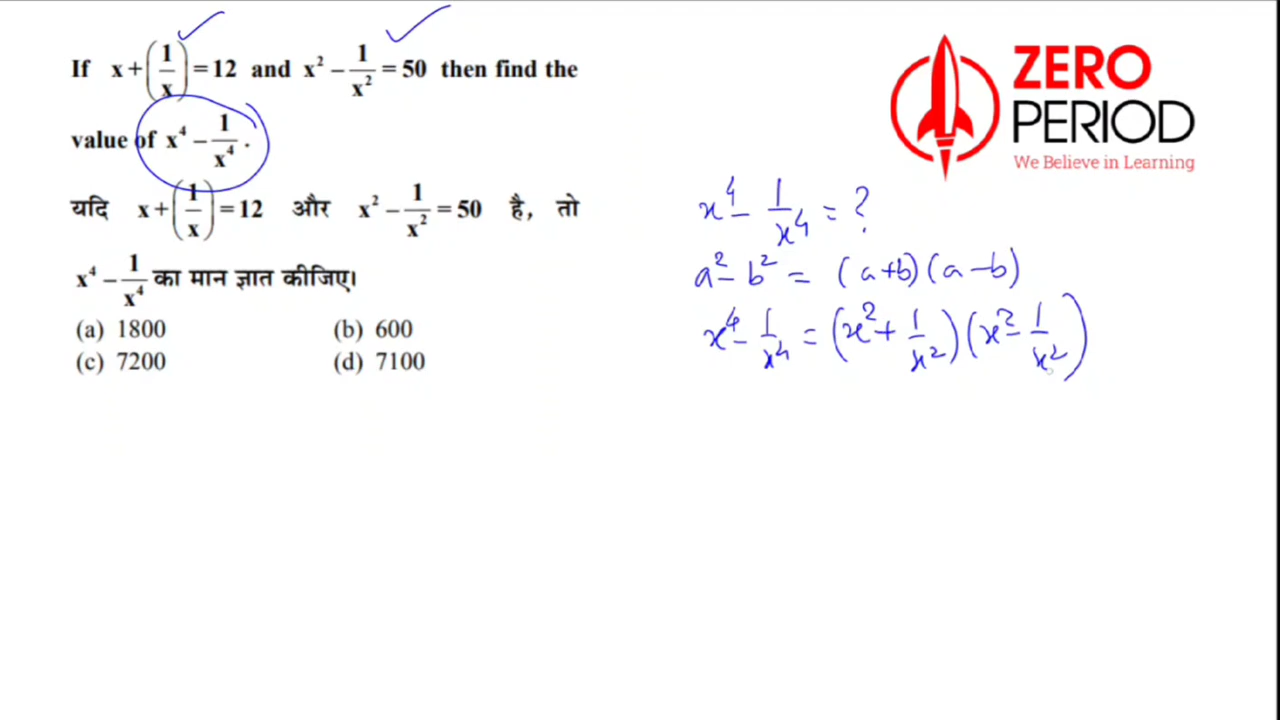 If x + (1/x) = 12 and x² − 1/x² = 50 then find the
value of x⁴ − 1/x⁴.
यदि x + (1/x) = 12 और x² − 1/x² = 50 है, तो
x⁴ − 1/x⁴ का मान ज्ञात कीजिए।
(a) 1800 (b) 600
(c) 7200 (d) 7100
ZERO
PERIOD
We Believe in Learning
x⁴ − 1/x⁴ = ?
a² − b² = (a+b)(a−b)
x⁴ − 1/x⁴ = (x² + 1/x²)(x² − 1/x²)